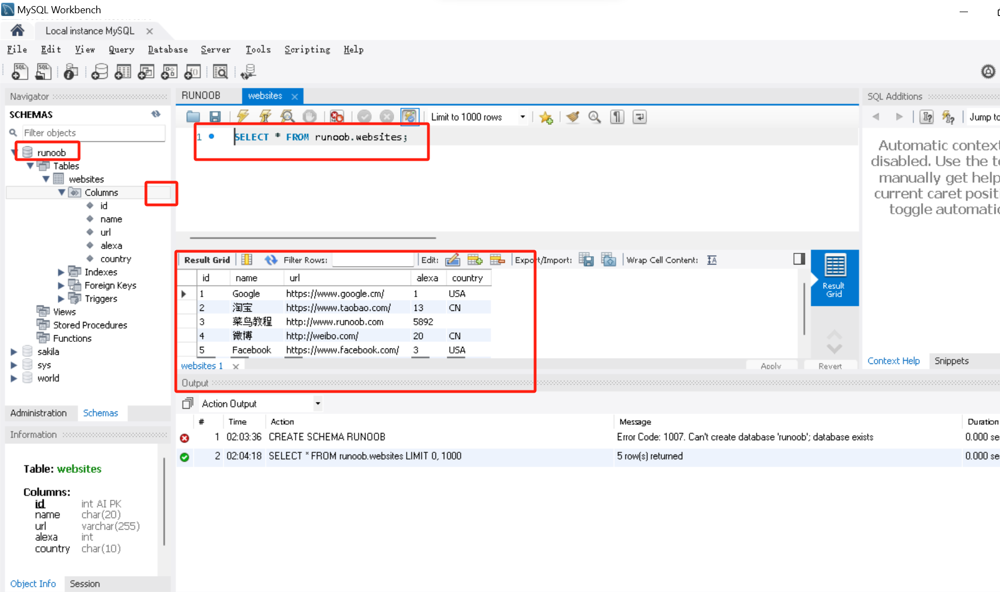 MySQL Workbench
Local instance MySQL
File Edit View Query Database Server Tools Scripting Help
Navigator
SCHEMAS
Filter objects
runoob
Tables
websites
Columns
id
name
url
alexa
country
Indexes
Foreign Keys
Triggers
Views
Stored Procedures
Functions
sakila
sys
world
Administration Schemas
Information
Table: websites
Columns:
id int AI PK
name char(20)
url varchar(255)
alexa int
country char(10)
Object Info Session
RUNOOB websites
Limit to 1000 rows
1 SELECT * FROM runoob.websites;
Result Grid Filter Rows: Edit: Export/Import: Wrap Cell Content:
id name url alexa country
1 Google https://www.google.cm/ 1 USA
2 淘宝 https://www.taobao.com/ 13 CN
3 菜鸟教程 http://www.runoob.com 5892
4 微博 http://weibo.com/ 20 CN
5 Facebook https://www.facebook.com/ 3 USA
Result
Grid
websites 1 Apply Revert
Output
Action Output
# Time Action Message Duration
1 02:03:36 CREATE SCHEMA RUNOOB Error Code: 1007. Can't create database 'runoob'; database exists 0.000 se
2 02:04:18 SELECT * FROM runoob.websites LIMIT 0, 1000 5 row(s) returned 0.000 se
SQL Additions
Jump to
Automatic context
disabled. Use the to
manually get help
current caret positi
toggle automatic
Context Help Snippets